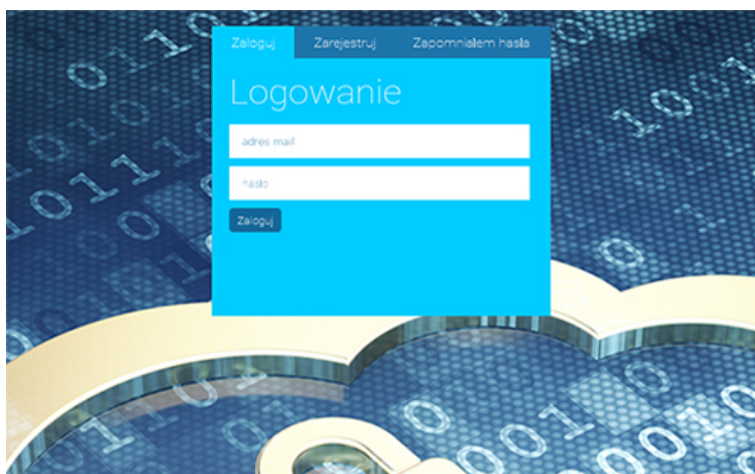 Zaloguj Zarejestruj Zapomniałem hasła
Logowanie
adres mail
hasło
Zaloguj